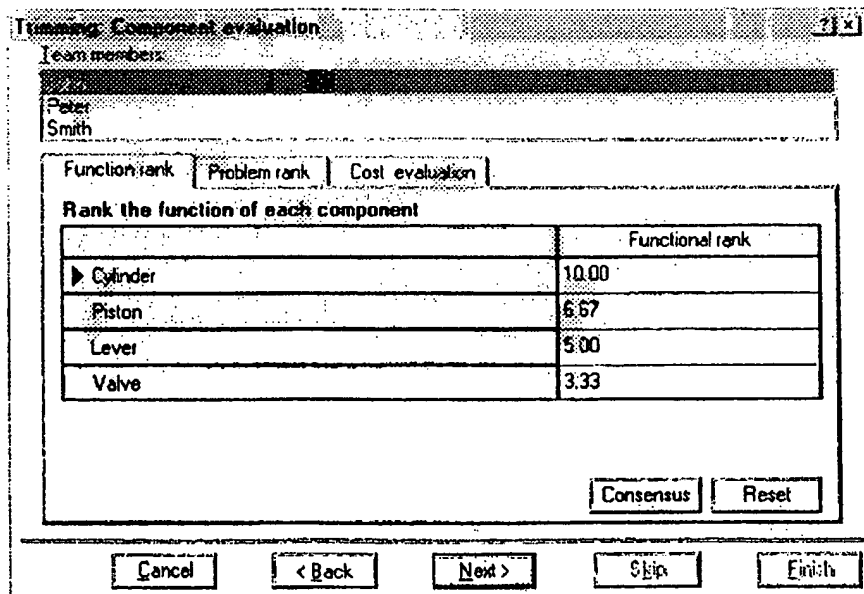 Trimming: Component evaluation ? x
Team members
Peter
Smith
Function rank Problem rank Cost evaluation
Rank the function of each component
Functional rank
Cylinder 10.00
Piston 6.67
Lever 5.00
Valve 3.33
Consensus Reset
Cancel < Back Next > Skip Finish